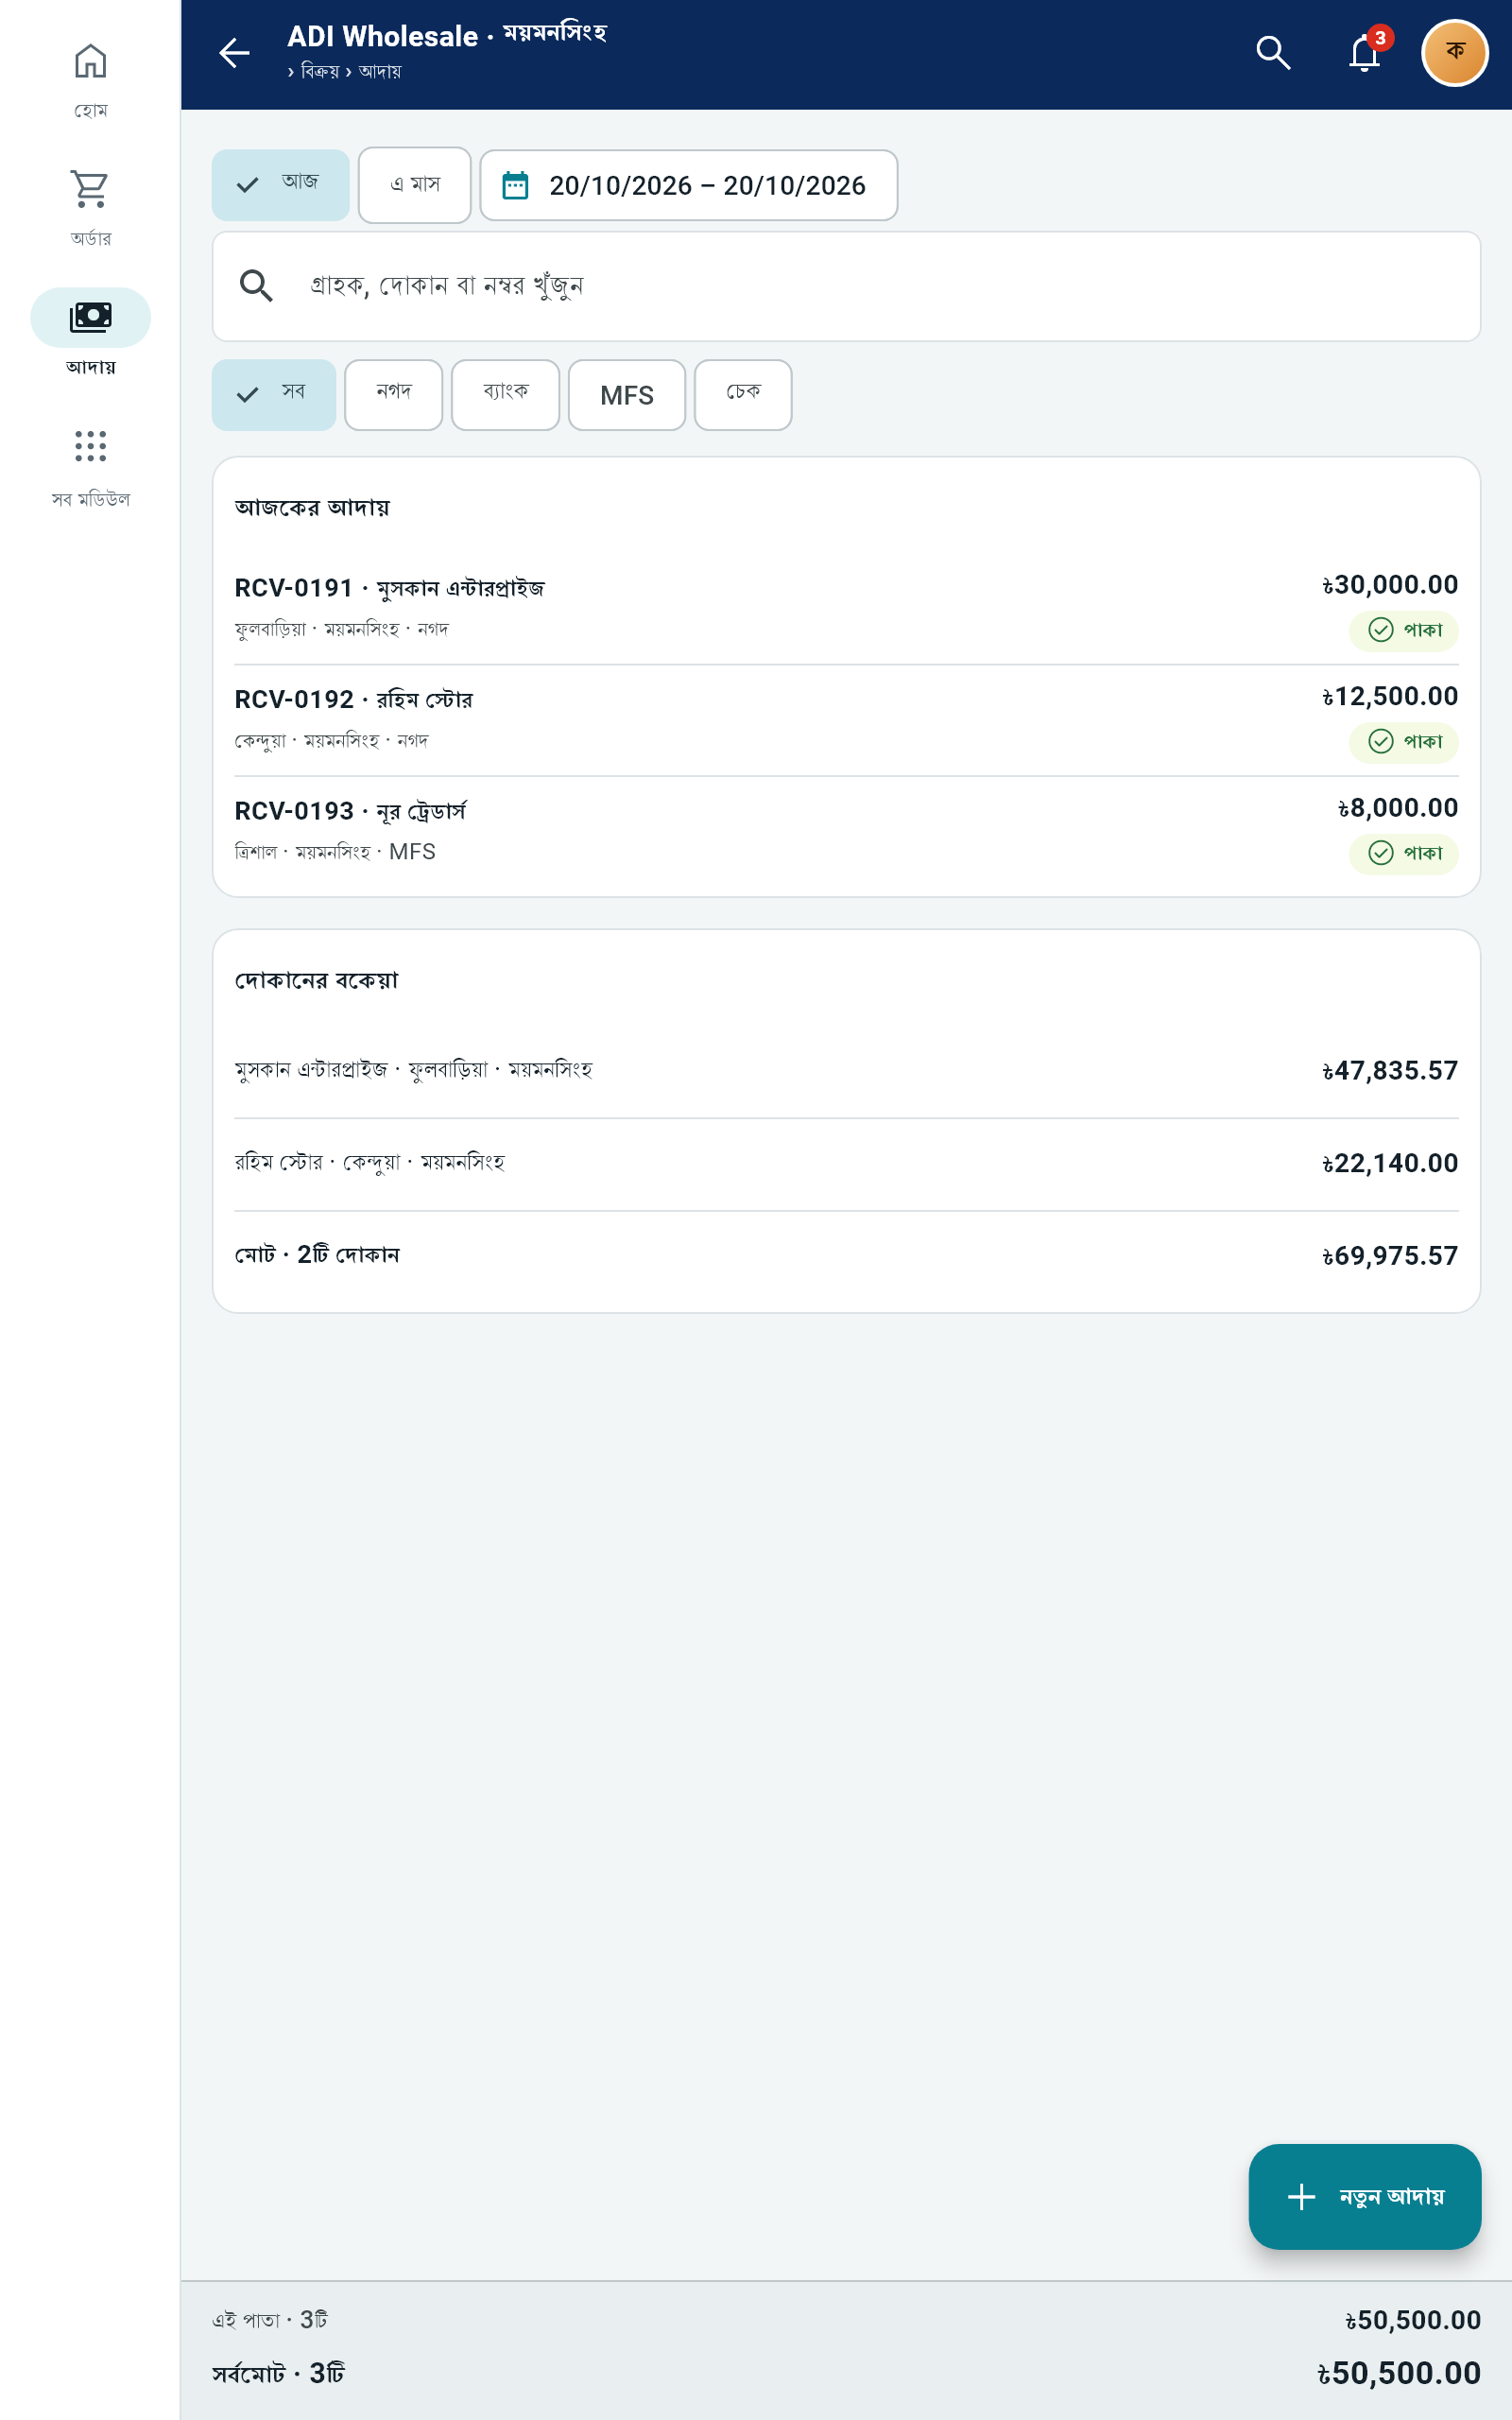 ADI Wholesale · ময়মনসিংহ
› বিক্রয় › আদায়
3
ক
হোম
অর্ডার
আদায়
সব মডিউল
আজ
এ মাস
20/10/2026 – 20/10/2026
গ্রাহক, দোকান বা নম্বর খুঁজুন
সব
নগদ
ব্যাংক
MFS
চেক
আজকের আদায়
RCV-0191 · মুসকান এন্টারপ্রাইজ
৳30,000.00
ফুলবাড়িয়া · ময়মনসিংহ · নগদ
পাকা
RCV-0192 · রহিম স্টোর
৳12,500.00
কেন্দুয়া · ময়মনসিংহ · নগদ
পাকা
RCV-0193 · নূর ট্রেডার্স
৳8,000.00
ত্রিশাল · ময়মনসিংহ · MFS
পাকা
দোকানের বকেয়া
মুসকান এন্টারপ্রাইজ · ফুলবাড়িয়া · ময়মনসিংহ
৳47,835.57
রহিম স্টোর · কেন্দুয়া · ময়মনসিংহ
৳22,140.00
মোট · 2টি দোকান
৳69,975.57
নতুন আদায়
এই পাতা · 3টি
৳50,500.00
সর্বমোট · 3টি
৳50,500.00